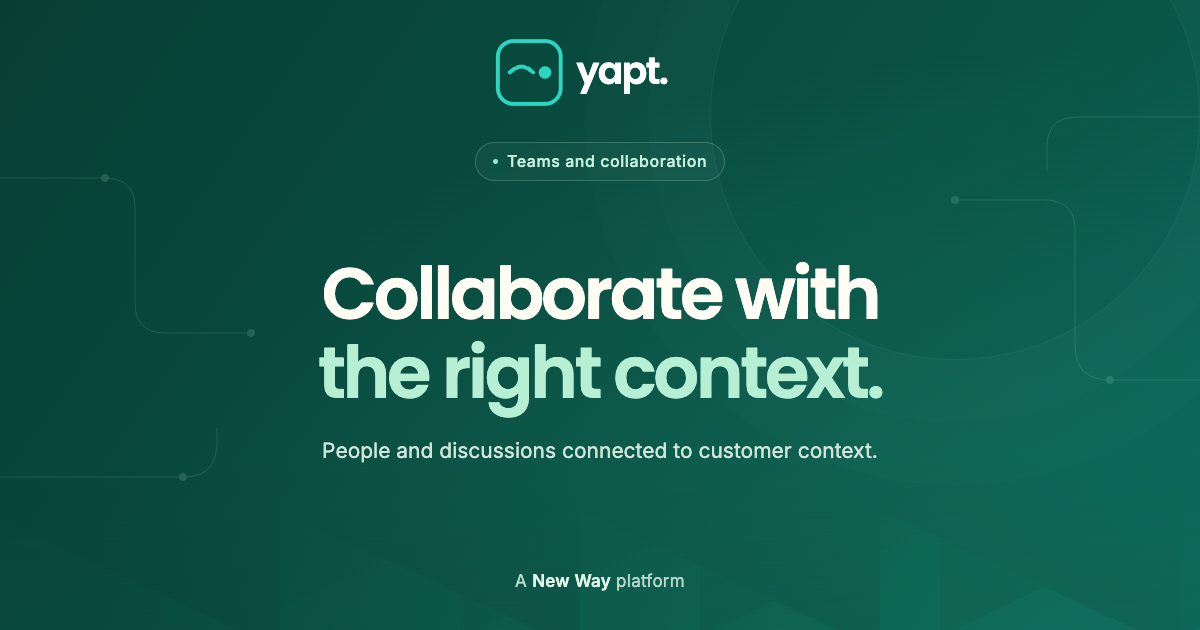 yapt.
• Teams and collaboration
Collaborate with
the right context.
People and discussions connected to customer context.
A New Way platform